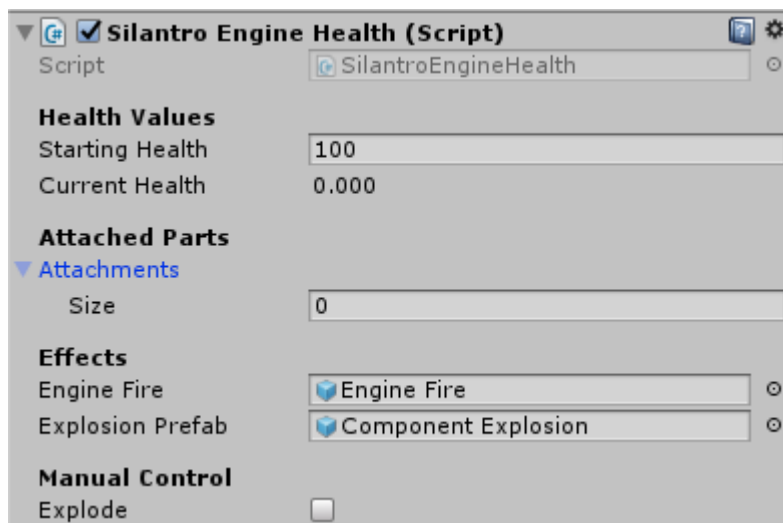 Silantro Engine Health (Script)
Script SilantroEngineHealth
Health Values
Starting Health 100
Current Health 0.000
Attached Parts
Attachments
Size 0
Effects
Engine Fire Engine Fire
Explosion Prefab Component Explosion
Manual Control
Explode